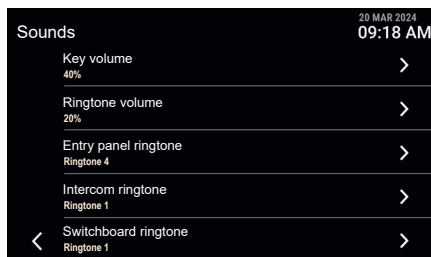 20 MAR 2024
Sounds
09:18 AM
Key volume
40%
Ringtone volume
20%
Entry panel ringtone
Ringtone 4
Intercom ringtone
Ringtone 1
Switchboard ringtone
Ringtone 1